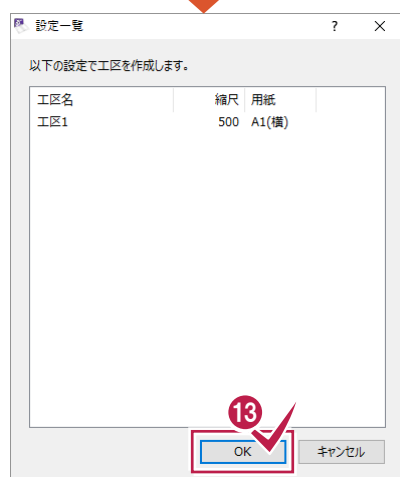 設定一覧 ? ×
以下の設定で工区を作成します。
工区名 縮尺 用紙
工区1 500 A1(横)
13
OK キャンセル